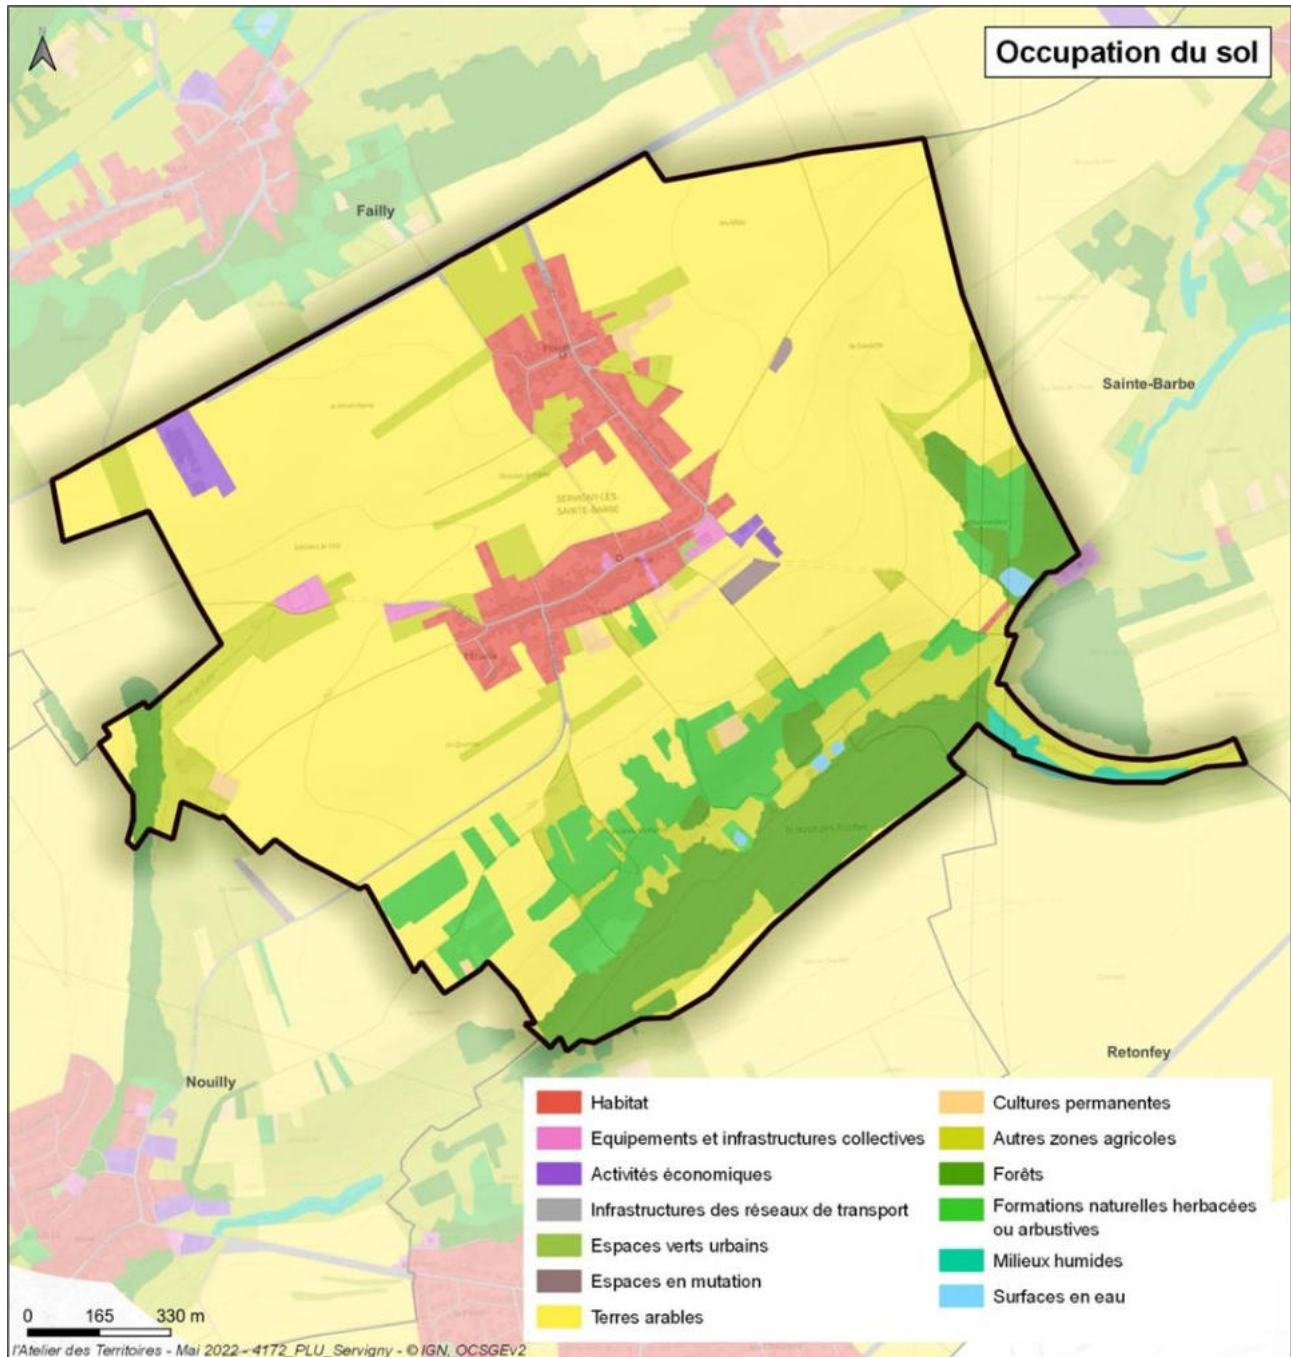 N
Occupation du sol
Failly
Sainte-Barbe
SERVIGNY-LÈS-
SAINTE-BARBE
Nouilly
Retonfey
Habitat
Equipements et infrastructures collectives
Activités économiques
Infrastructures des réseaux de transport
Espaces verts urbains
Espaces en mutation
Terres arables
Cultures permanentes
Autres zones agricoles
Forêts
Formations naturelles herbacées
ou arbustives
Milieux humides
Surfaces en eau
0 165 330 m
l'Atelier des Territoires - Mai 2022 - 4172_PLU_Servigny - © IGN, OCSGEv2